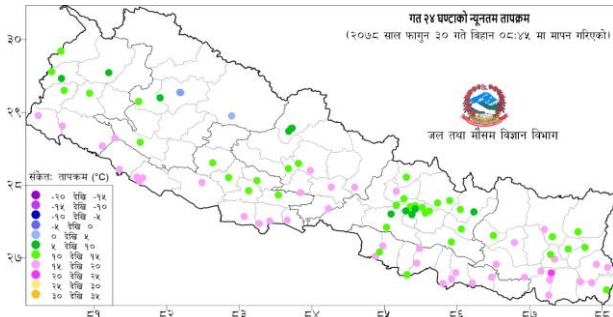 गत २४ घण्टाको न्यूनतम तापक्रम
(२०७८ साल फागुन ३० गते बिहान ०८:४५ मा मापन गरिएको)
३०
२९
जल तथा मौसम विज्ञान विभाग
संकेतः तापक्रम (°C)
-२० देखि -१५
-१५ देखि -१०
-१० देखि -५
-५ देखि ०
० देखि ५
५ देखि १०
१० देखि १५
१५ देखि २०
२० देखि २५
२५ देखि ३०
३० देखि ३५
८१ ८२ ८३ ८४ ८५ ८६ ८७ ८८